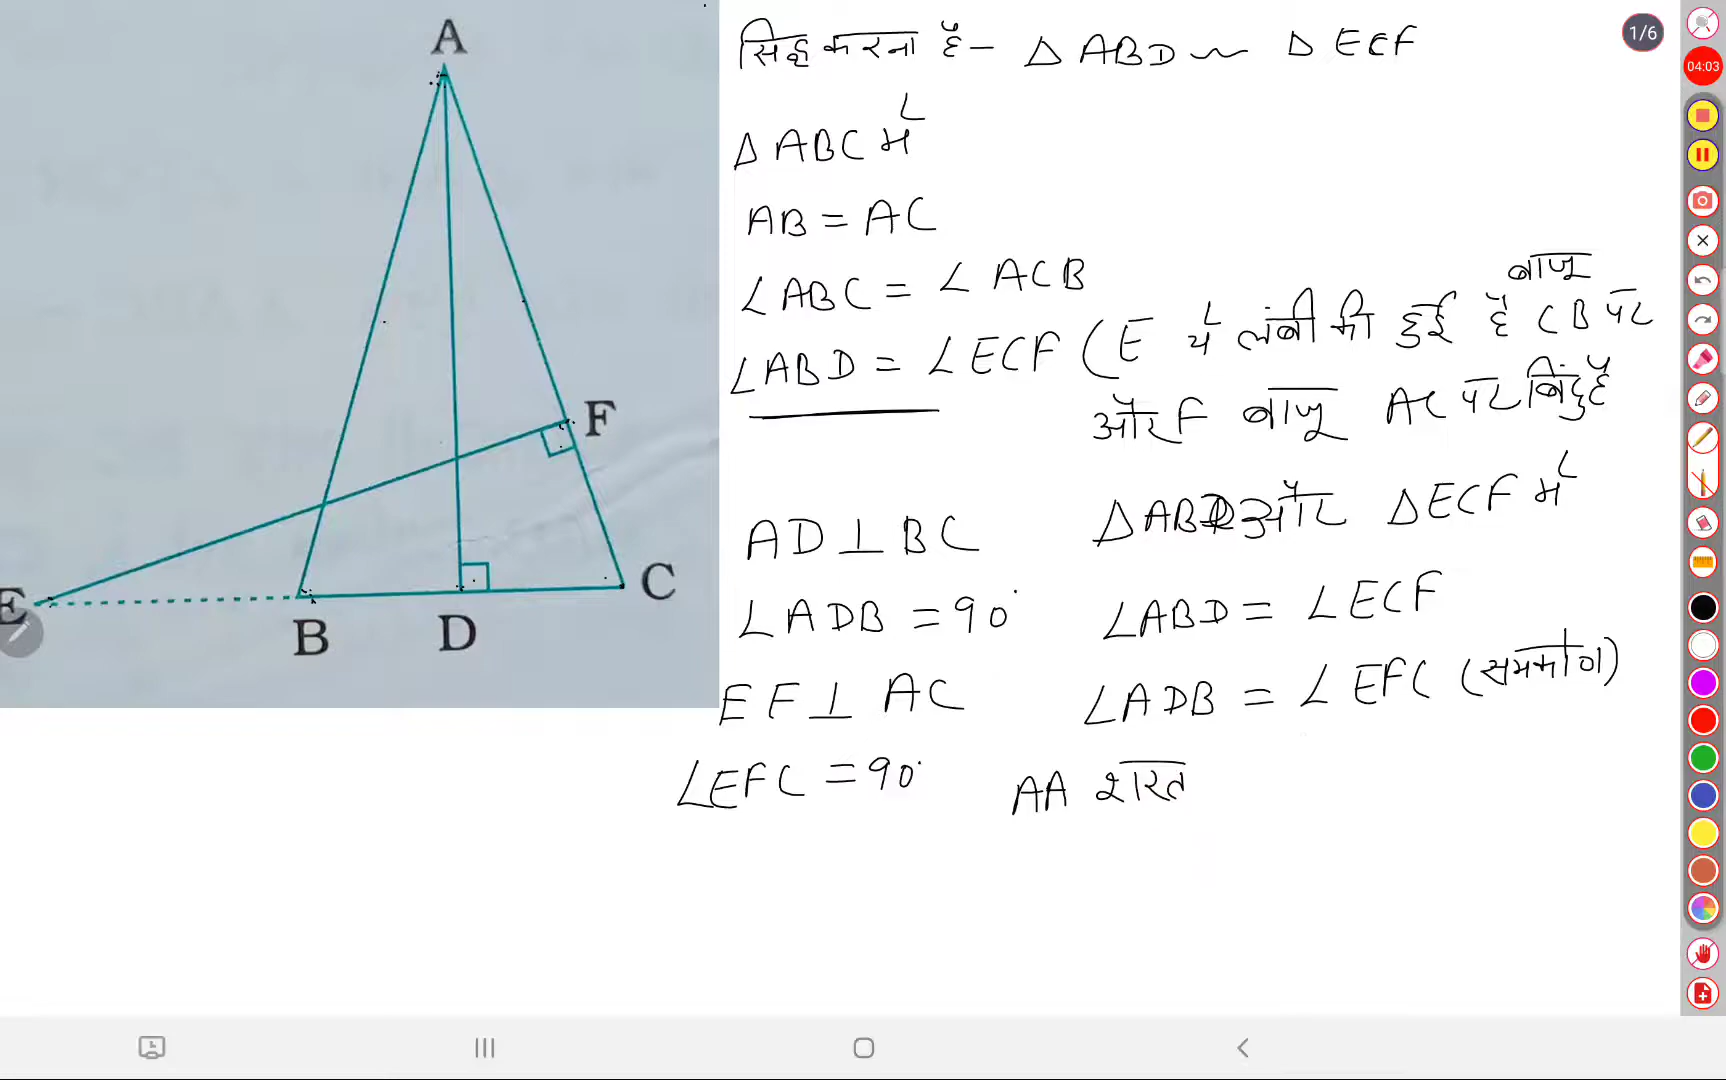 A
F
E
B
D
C
सिद्ध करना है- △ ABD ~ △ ECF
△ ABC में
AB = AC
∠ABC = ∠ACB
∠ABD = ∠ECF (E ये लंबी की हुई है बाजू CB पर
और F बाजू AC पर बिंदु है
AD ⊥ BC
∠ADB = 90°
EF ⊥ AC
∠EFC = 90°
△ABD और △ECF में
∠ABD = ∠ECF
∠ADB = ∠EFC (समकोण)
AA शरत
1/6
04:03